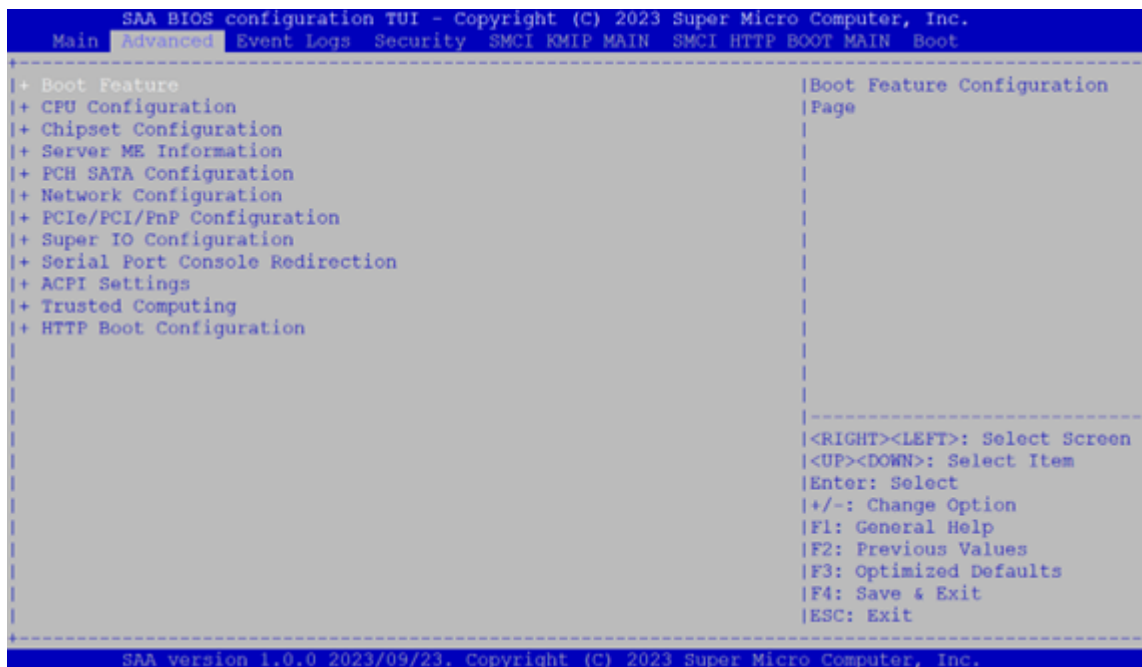 SAA BIOS configuration TUI - Copyright (C) 2023 Super Micro Computer, Inc.
Main Advanced Event Logs Security SMCI KMIP MAIN SMCI HTTP BOOT MAIN Boot
+ Boot Feature
+ CPU Configuration
+ Chipset Configuration
+ Server ME Information
+ PCH SATA Configuration
+ Network Configuration
+ PCIe/PCI/PnP Configuration
+ Super IO Configuration
+ Serial Port Console Redirection
+ ACPI Settings
+ Trusted Computing
+ HTTP Boot Configuration
Boot Feature Configuration
Page
<RIGHT><LEFT>: Select Screen
<UP><DOWN>: Select Item
Enter: Select
+/-: Change Option
F1: General Help
F2: Previous Values
F3: Optimized Defaults
F4: Save & Exit
ESC: Exit
SAA version 1.0.0 2023/09/23. Copyright (C) 2023 Super Micro Computer, Inc.